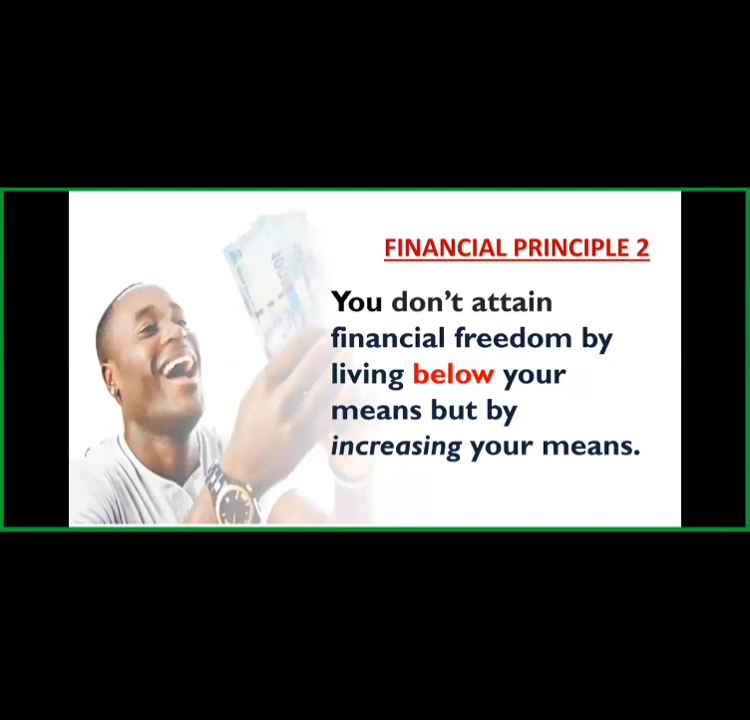 FINANCIAL PRINCIPLE 2
You don’t attain
financial freedom by
living below your
means but by
increasing your means.